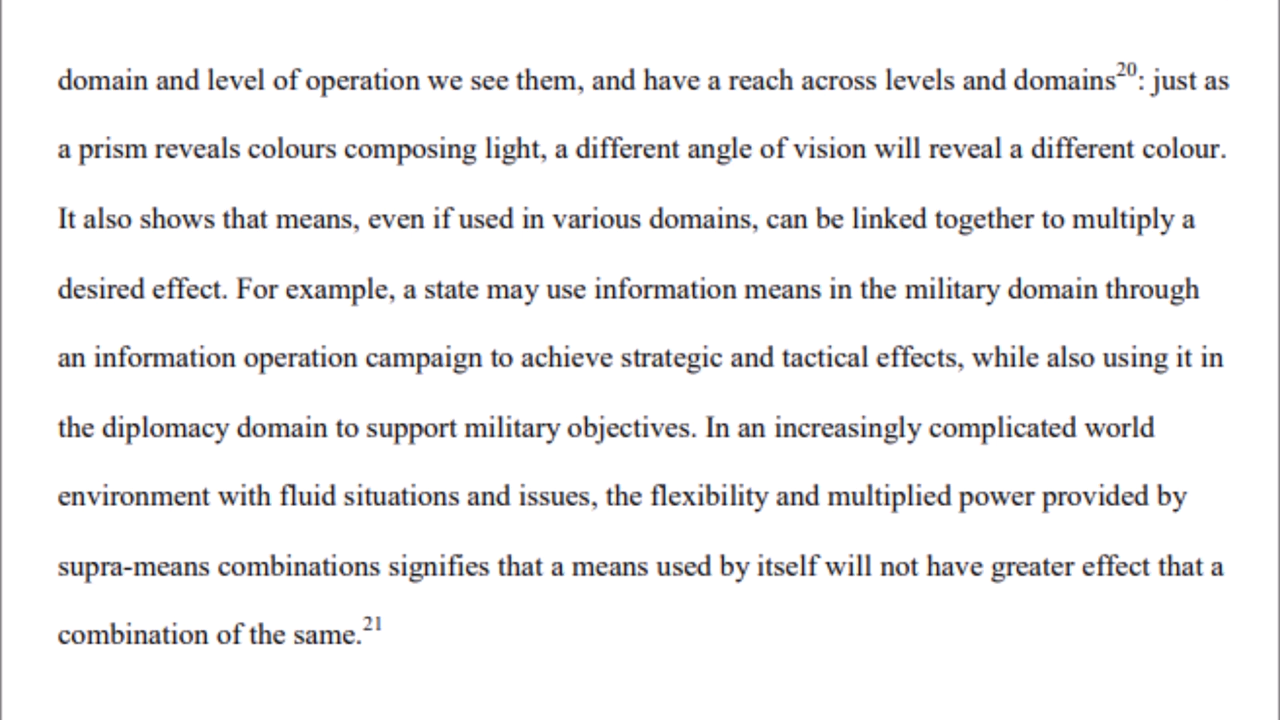 domain and level of operation we see them, and have a reach across levels and domains20: just as
a prism reveals colours composing light, a different angle of vision will reveal a different colour.
It also shows that means, even if used in various domains, can be linked together to multiply a
desired effect. For example, a state may use information means in the military domain through
an information operation campaign to achieve strategic and tactical effects, while also using it in
the diplomacy domain to support military objectives. In an increasingly complicated world
environment with fluid situations and issues, the flexibility and multiplied power provided by
supra-means combinations signifies that a means used by itself will not have greater effect that a
combination of the same.21